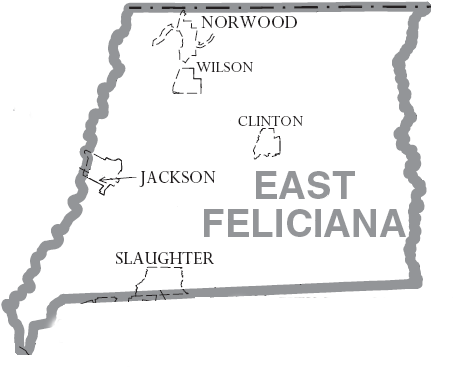 NORWOOD
WILSON
CLINTON
JACKSON
EAST
FELICIANA
SLAUGHTER